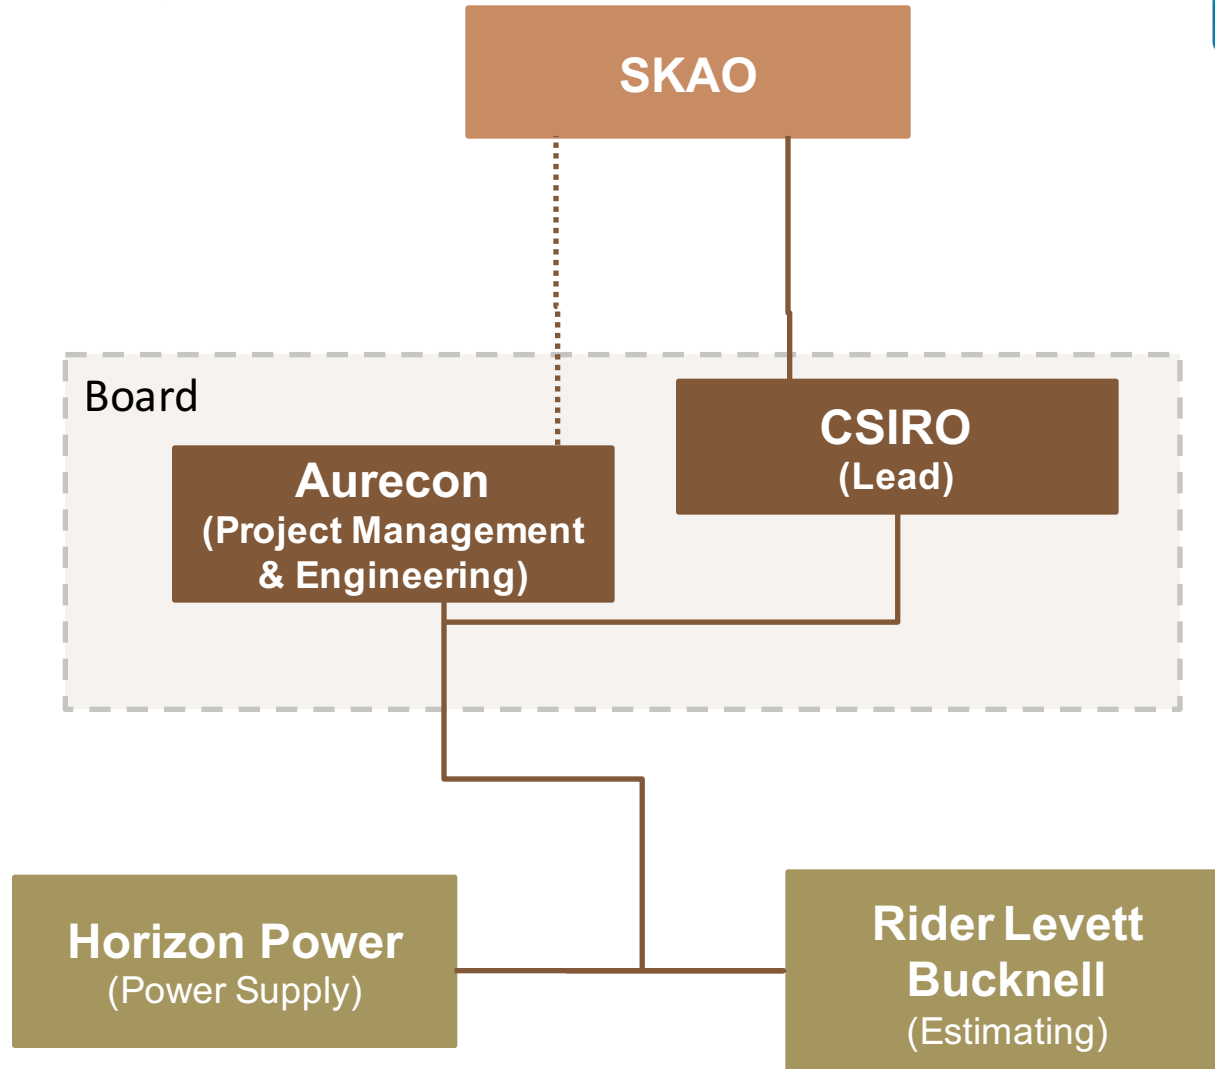 SKAO
Board
CSIRO
(Lead)
Aurecon
(Project Management
& Engineering)
Horizon Power
(Power Supply)
Rider Levett
Bucknell
(Estimating)